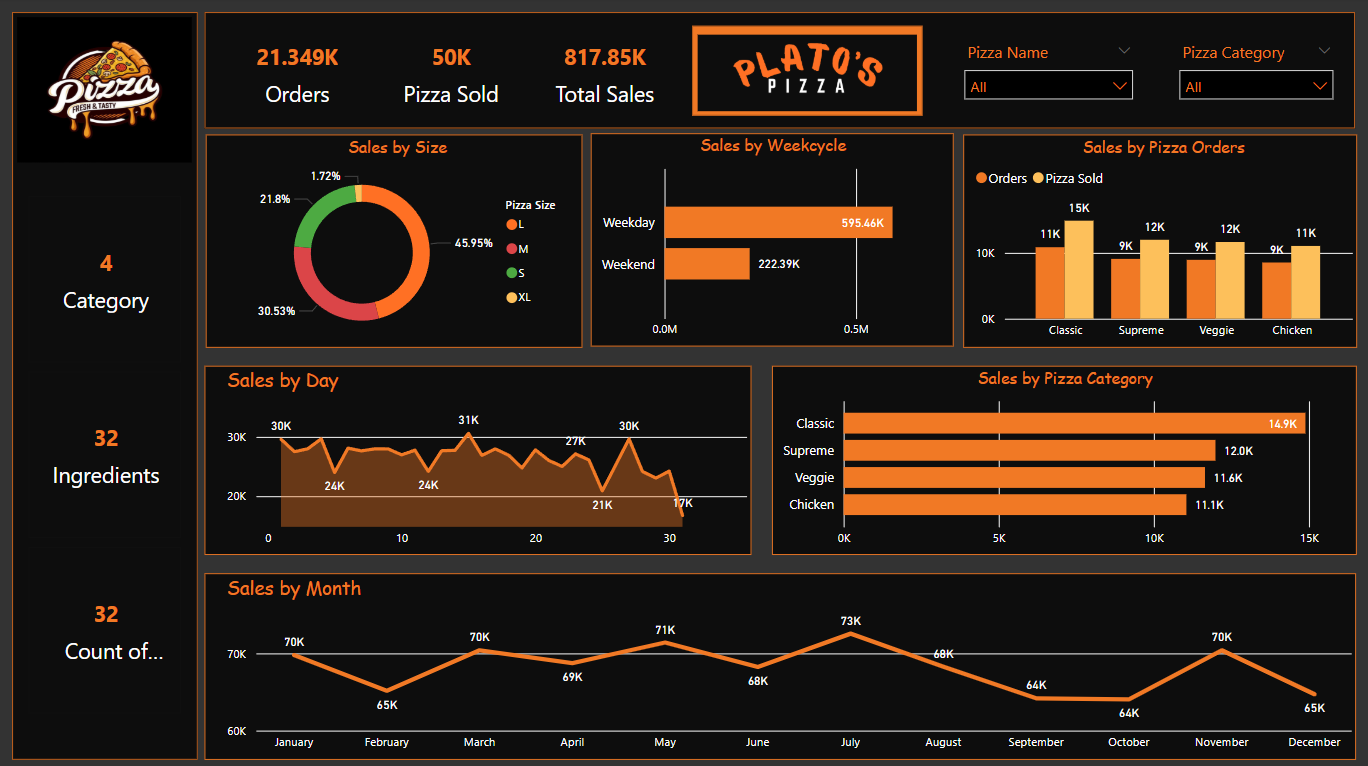 Pizza
FRESH & TASTY
4
Category
32
Ingredients
32
Count of...
21.349K
Orders
50K
Pizza Sold
817.85K
Total Sales
PLATO'S
PIZZA
Pizza Name
All
Pizza Category
All
Sales by Size
1.72%
21.8%
45.95%
30.53%
Pizza Size
L
M
S
XL
Sales by Weekcycle
Weekday
595.46K
Weekend
222.39K
0.0M 0.5M
Sales by Pizza Orders
Orders Pizza Sold
15K
11K
12K
9K
12K
9K
11K
9K
10K
0K
Classic Supreme Veggie Chicken
Sales by Day
30K 24K 24K 31K 27K 21K 30K 17K
30K
20K
0 10 20 30
Sales by Pizza Category
Classic 14.9K
Supreme 12.0K
Veggie 11.6K
Chicken 11.1K
0K 5K 10K 15K
Sales by Month
70K 65K 70K 69K 71K 68K 73K 68K 64K 64K 70K 65K
70K
60K
January February March April May June July August September October November December